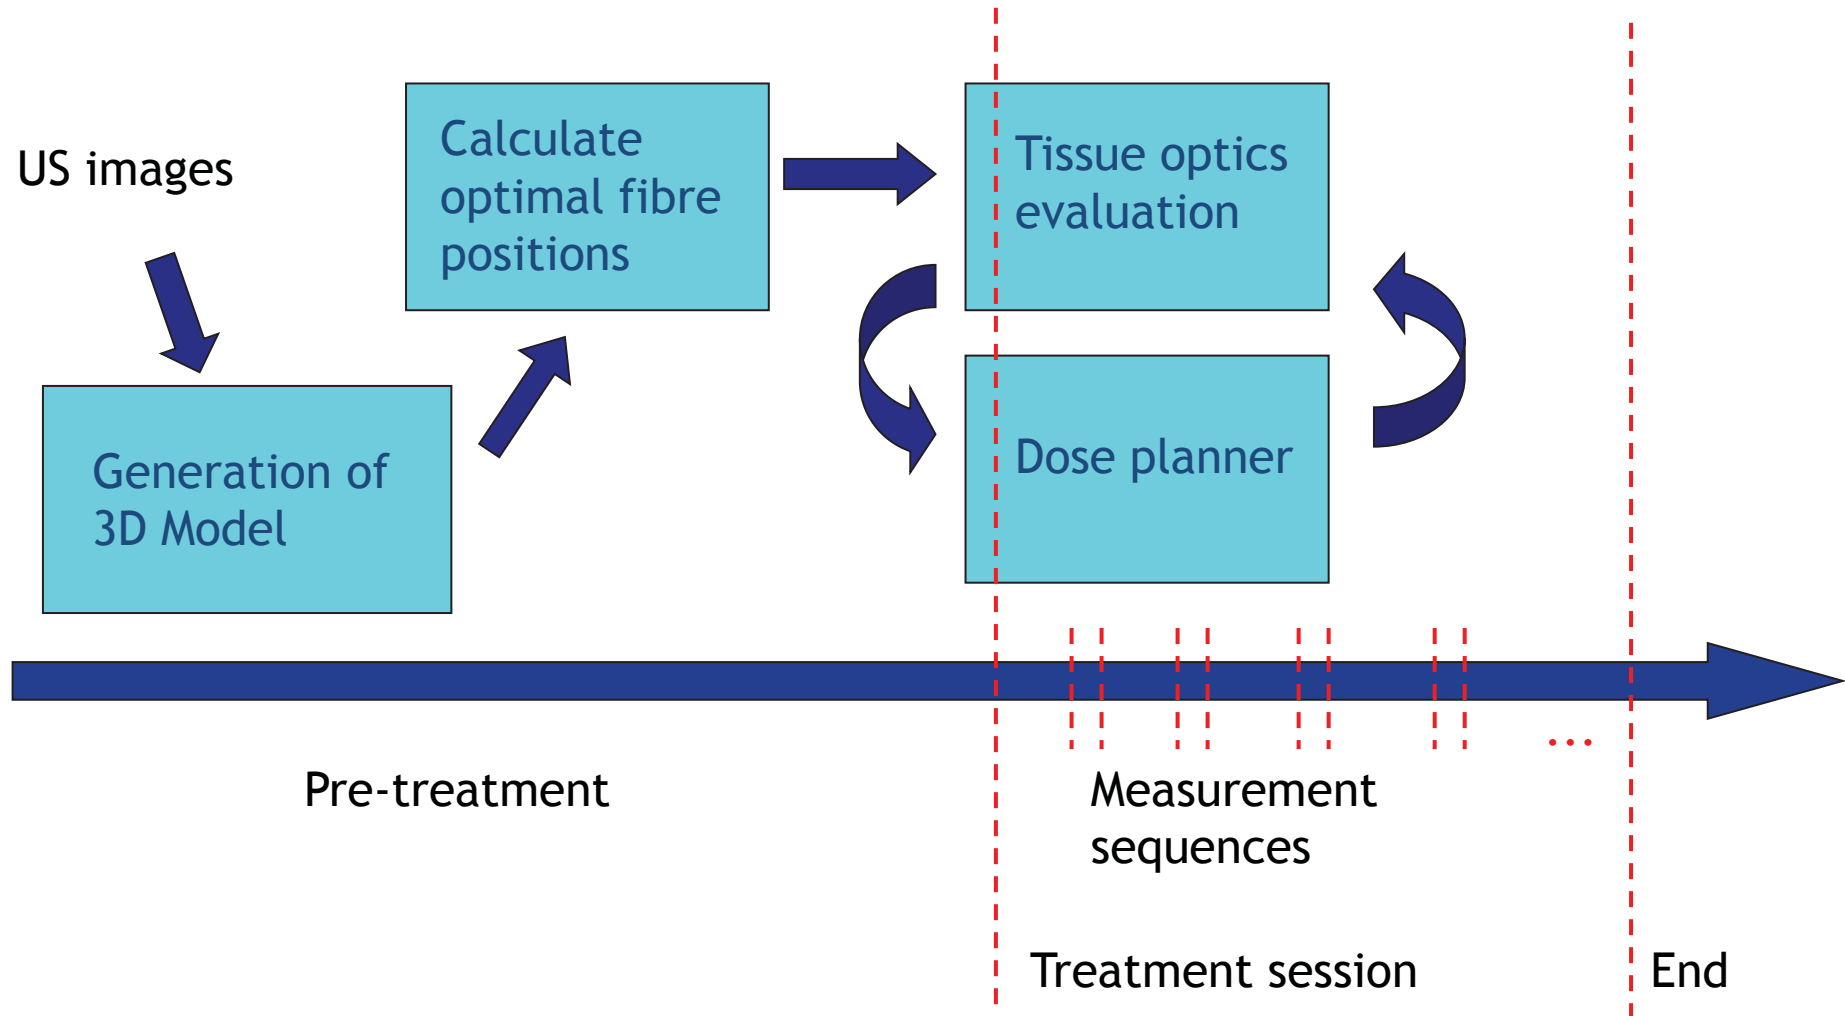 US images
Calculate
optimal fibre
positions
Tissue optics
evaluation
Generation of
3D Model
Dose planner
...
Pre-treatment
Measurement
sequences
Treatment session
End